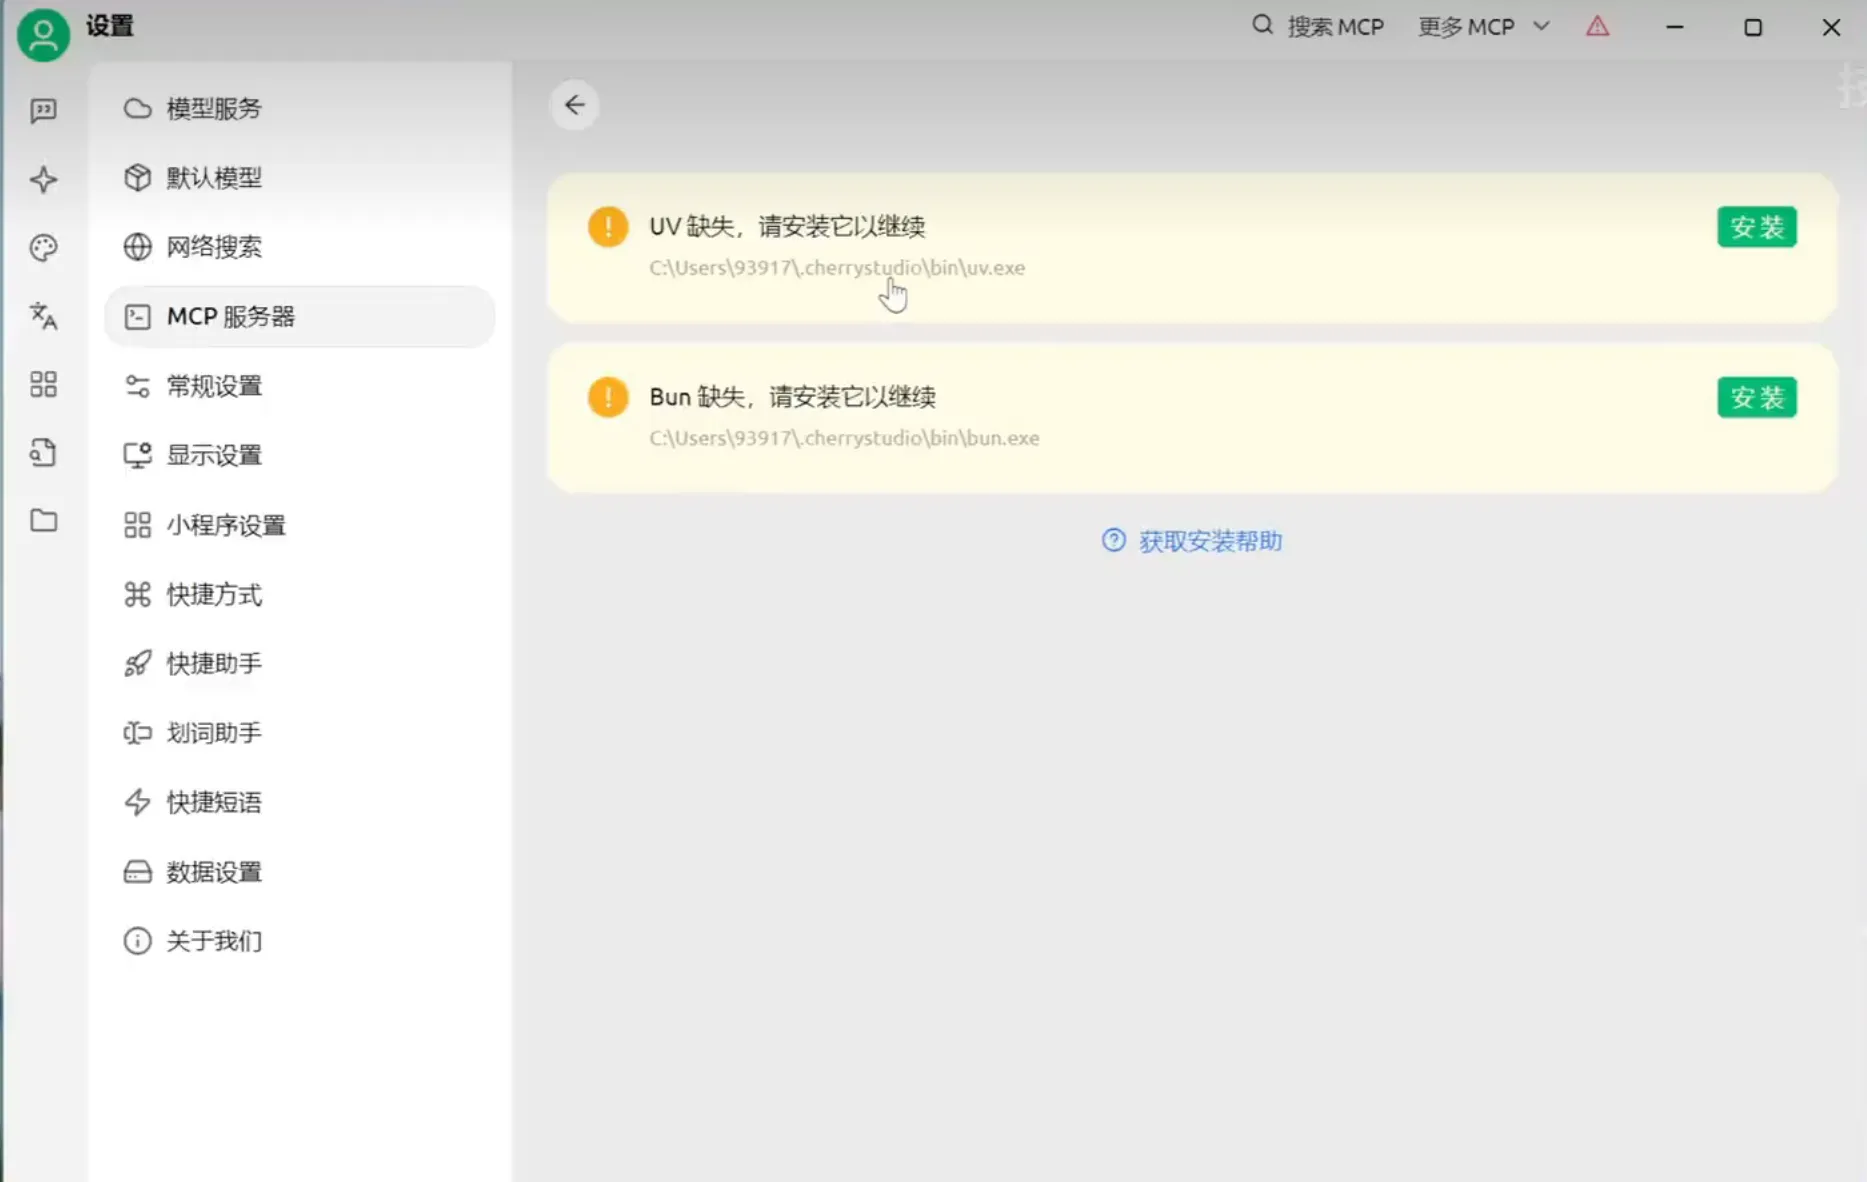 设置
搜索 MCP
更多 MCP
模型服务
默认模型
网络搜索
MCP 服务器
常规设置
显示设置
小程序设置
快捷方式
快捷助手
划词助手
快捷短语
数据设置
关于我们
UV 缺失，请安装它以继续
C:\Users\93917\.cherrystudio\bin\uv.exe
安装
Bun 缺失，请安装它以继续
C:\Users\93917\.cherrystudio\bin\bun.exe
安装
获取安装帮助